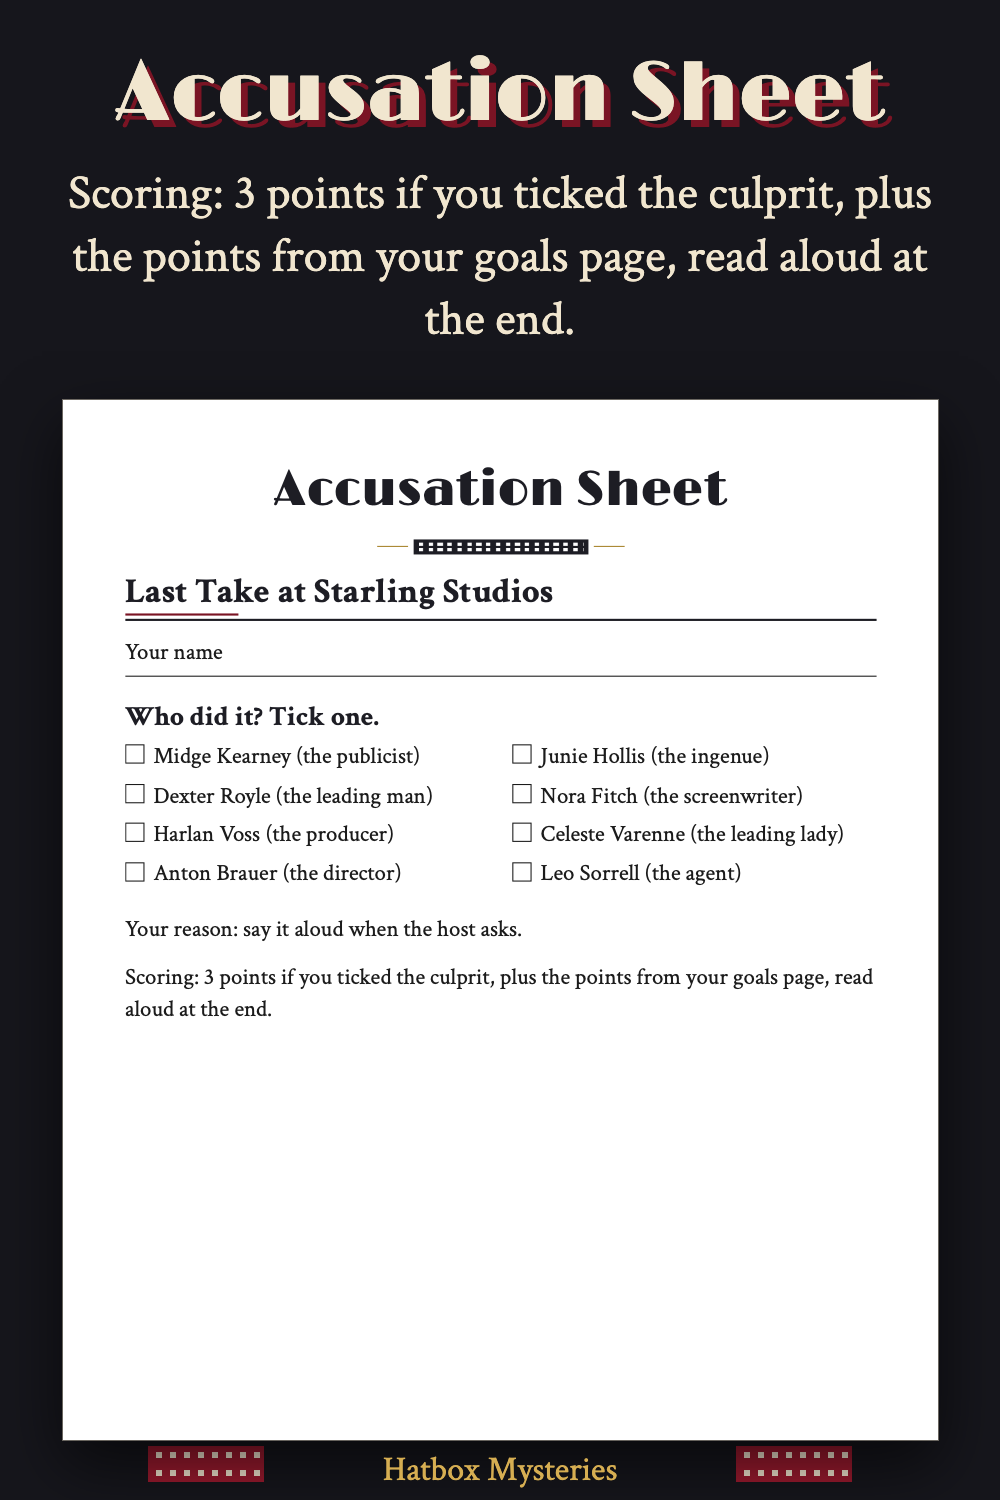 Accusation Sheet
Scoring: 3 points if you ticked the culprit, plus
the points from your goals page, read aloud at
the end.
Accusation Sheet
Last Take at Starling Studios
Your name
Who did it? Tick one.
Midge Kearney (the publicist)
Junie Hollis (the ingenue)
Dexter Royle (the leading man)
Nora Fitch (the screenwriter)
Harlan Voss (the producer)
Celeste Varenne (the leading lady)
Anton Brauer (the director)
Leo Sorrell (the agent)
Your reason: say it aloud when the host asks.
Scoring: 3 points if you ticked the culprit, plus the points from your goals page, read
aloud at the end.
Hatbox Mysteries